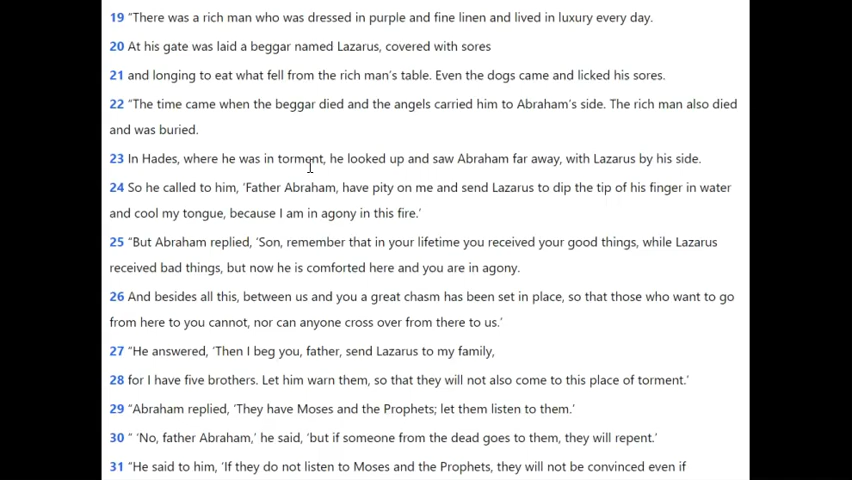 19 “There was a rich man who was dressed in purple and fine linen and lived in luxury every day.
20 At his gate was laid a beggar named Lazarus, covered with sores
21 and longing to eat what fell from the rich man’s table. Even the dogs came and licked his sores.
22 “The time came when the beggar died and the angels carried him to Abraham’s side. The rich man also died
and was buried.
23 In Hades, where he was in torment, he looked up and saw Abraham far away, with Lazarus by his side.
24 So he called to him, ‘Father Abraham, have pity on me and send Lazarus to dip the tip of his finger in water
and cool my tongue, because I am in agony in this fire.’
25 “But Abraham replied, ‘Son, remember that in your lifetime you received your good things, while Lazarus
received bad things, but now he is comforted here and you are in agony.
26 And besides all this, between us and you a great chasm has been set in place, so that those who want to go
from here to you cannot, nor can anyone cross over from there to us.’
27 “He answered, ‘Then I beg you, father, send Lazarus to my family,
28 for I have five brothers. Let him warn them, so that they will not also come to this place of torment.’
29 “Abraham replied, ‘They have Moses and the Prophets; let them listen to them.’
30 “ ‘No, father Abraham,’ he said, ‘but if someone from the dead goes to them, they will repent.’
31 “He said to him, ‘If they do not listen to Moses and the Prophets, they will not be convinced even if